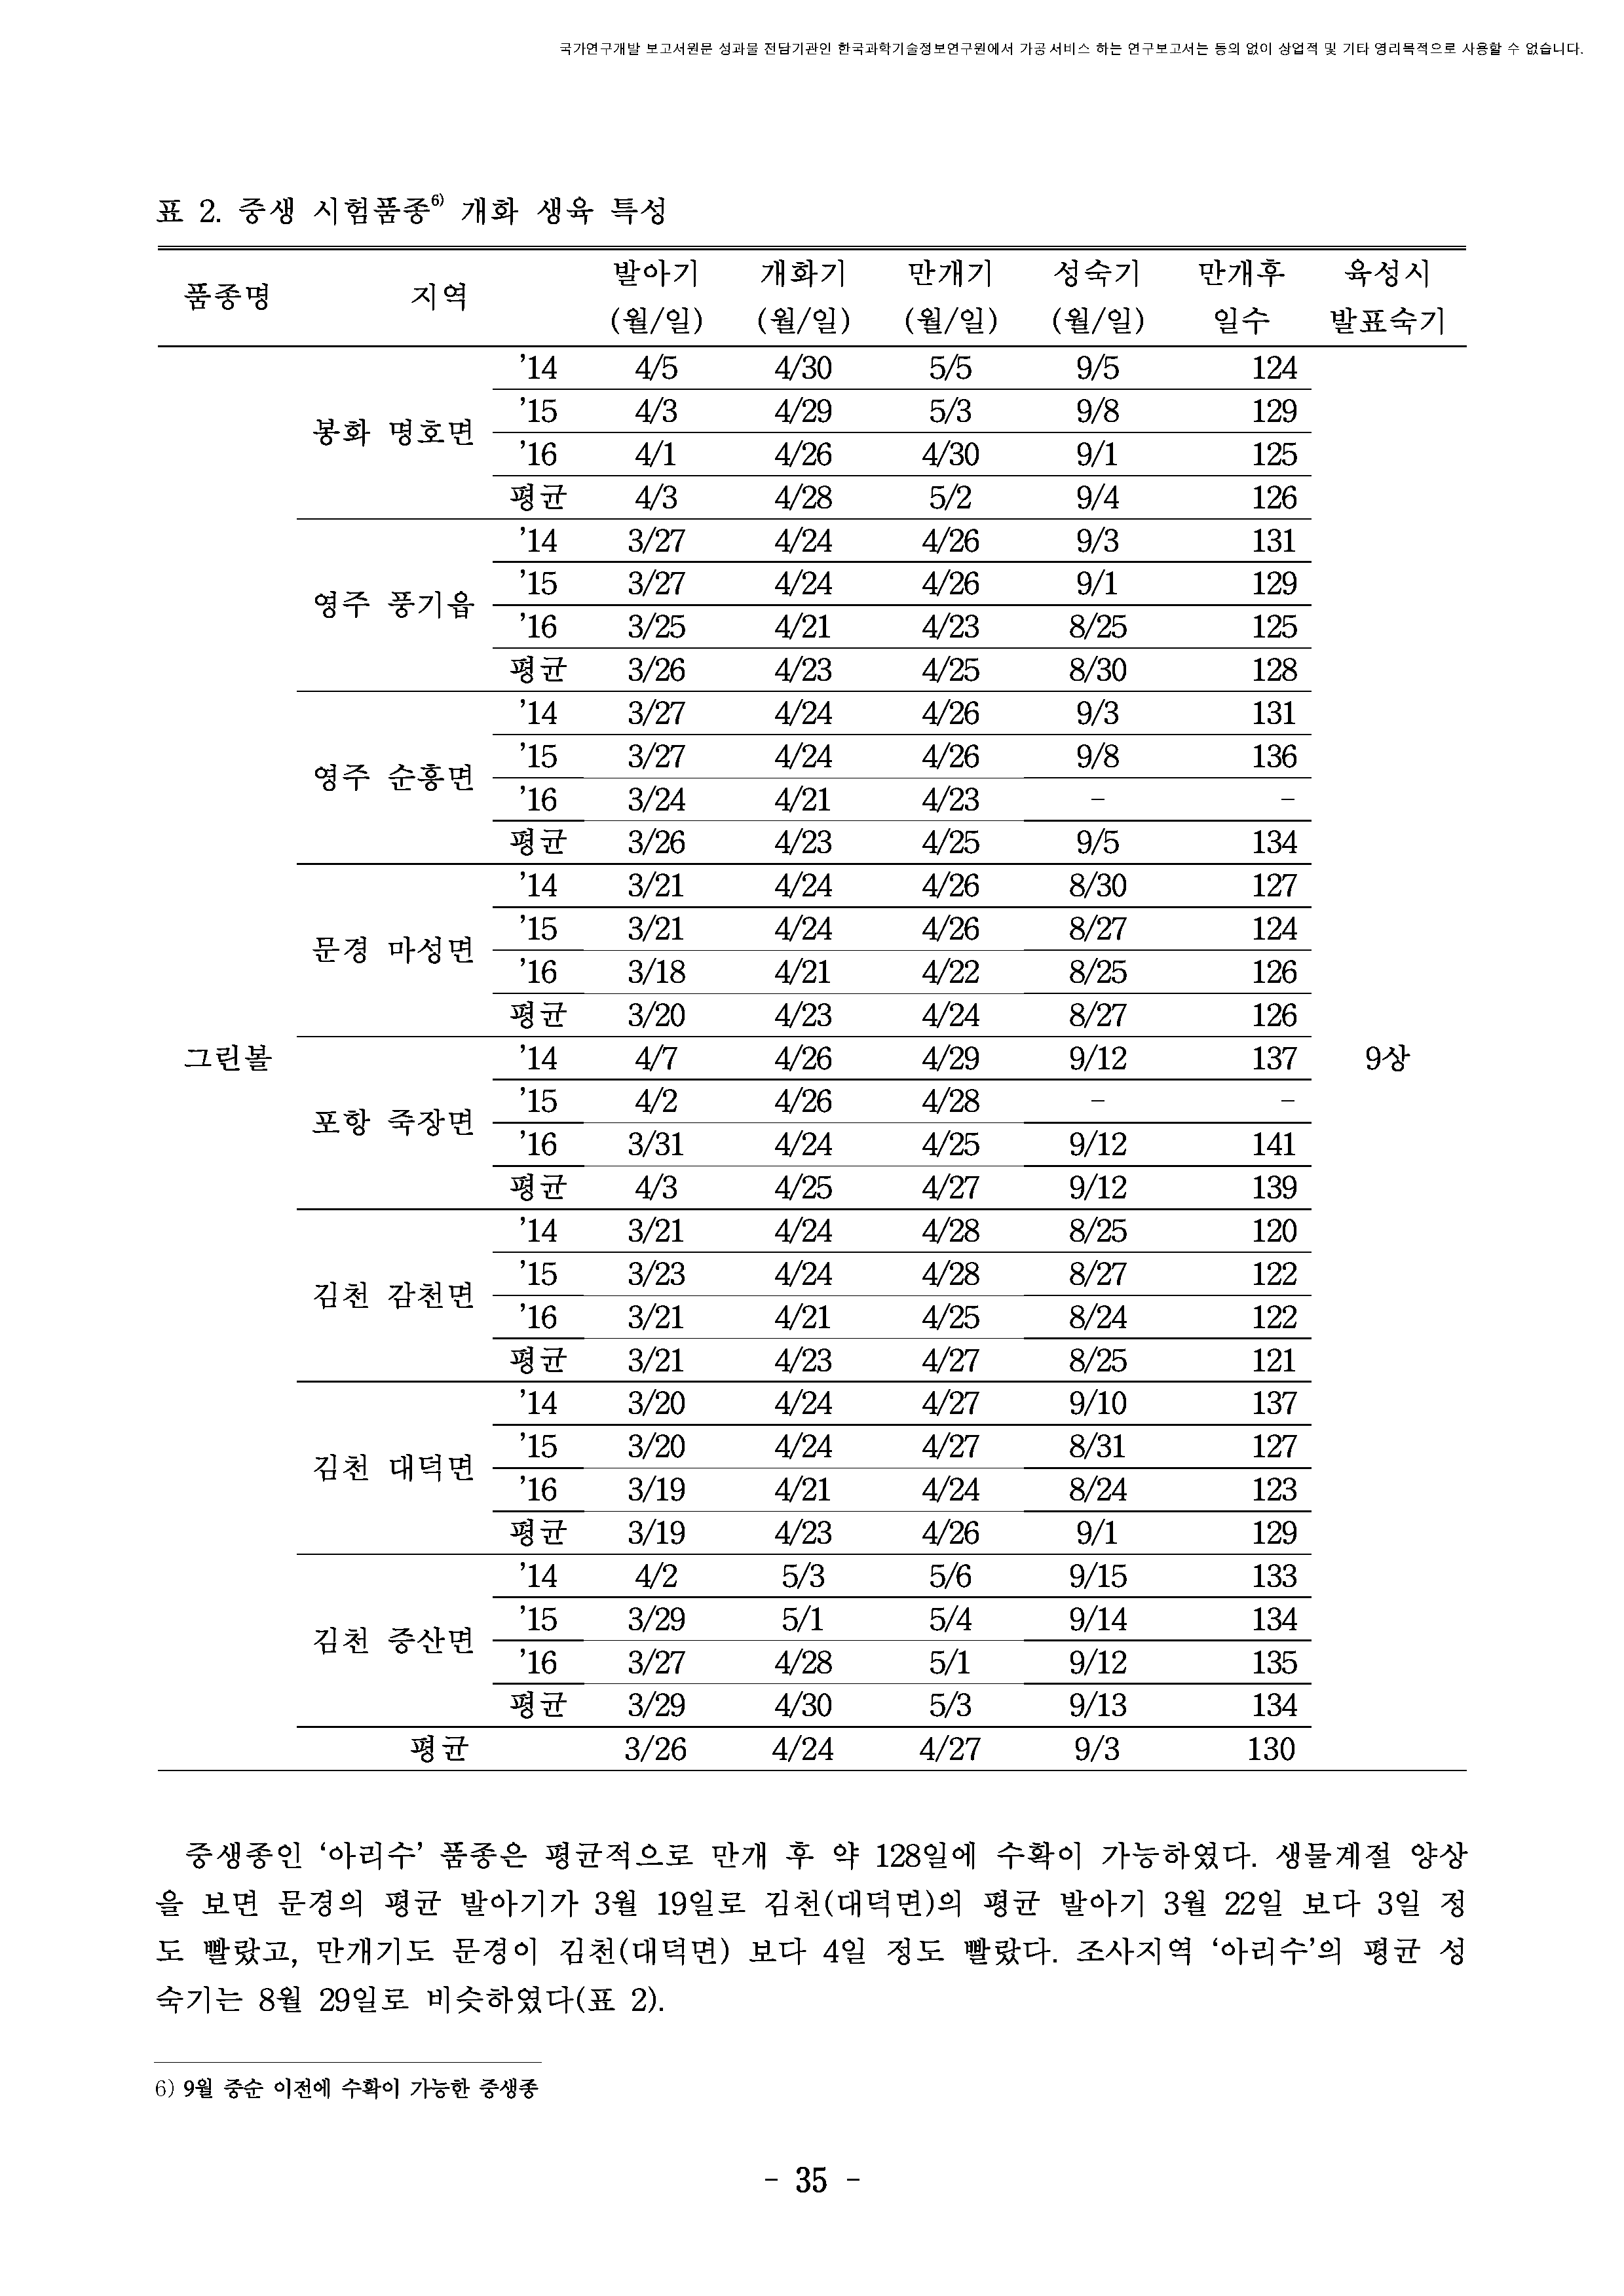 국가연구개발 보고서원문 성과물 전담기관인 한국과학기술정보연구원에서 가공·서비스 하는 연구보고서는 동의 없이 상업적 및 기타 영리목적으로 사용할 수 없습니다.
표 2. 중생 시험품종6) 개화 생육 특성
품종명 지역 발아기 (월/일) 개화기 (월/일) 만개기 (월/일) 성숙기 (월/일) 만개후 일수 육성시 발표숙기
그린볼 9상
봉화 명호면
’14 4/5 4/30 5/5 9/5 124
’15 4/3 4/29 5/3 9/8 129
’16 4/1 4/26 4/30 9/1 125
평균 4/3 4/28 5/2 9/4 126
영주 풍기읍
’14 3/27 4/24 4/26 9/3 131
’15 3/27 4/24 4/26 9/1 129
’16 3/25 4/21 4/23 8/25 125
평균 3/26 4/23 4/25 8/30 128
영주 순흥면
’14 3/27 4/24 4/26 9/3 131
’15 3/27 4/24 4/26 9/8 136
’16 3/24 4/21 4/23 - -
평균 3/26 4/23 4/25 9/5 134
문경 마성면
’14 3/21 4/24 4/26 8/30 127
’15 3/21 4/24 4/26 8/27 124
’16 3/18 4/21 4/22 8/25 126
평균 3/20 4/23 4/24 8/27 126
포항 죽장면
’14 4/7 4/26 4/29 9/12 137
’15 4/2 4/26 4/28 - -
’16 3/31 4/24 4/25 9/12 141
평균 4/3 4/25 4/27 9/12 139
김천 감천면
’14 3/21 4/24 4/28 8/25 120
’15 3/23 4/24 4/28 8/27 122
’16 3/21 4/21 4/25 8/24 122
평균 3/21 4/23 4/27 8/25 121
김천 대덕면
’14 3/20 4/24 4/27 9/10 137
’15 3/20 4/24 4/27 8/31 127
’16 3/19 4/21 4/24 8/24 123
평균 3/19 4/23 4/26 9/1 129
김천 증산면
’14 4/2 5/3 5/6 9/15 133
’15 3/29 5/1 5/4 9/14 134
’16 3/27 4/28 5/1 9/12 135
평균 3/29 4/30 5/3 9/13 134
평균 3/26 4/24 4/27 9/3 130
중생종인 ‘아리수’ 품종은 평균적으로 만개 후 약 128일에 수확이 가능하였다. 생물계절 양상
을 보면 문경의 평균 발아기가 3월 19일로 김천(대덕면)의 평균 발아기 3월 22일 보다 3일 정
도 빨랐고, 만개기도 문경이 김천(대덕면) 보다 4일 정도 빨랐다. 조사지역 ‘아리수’의 평균 성
숙기는 8월 29일로 비슷하였다(표 2).
6) 9월 중순 이전에 수확이 가능한 중생종
- 35 -